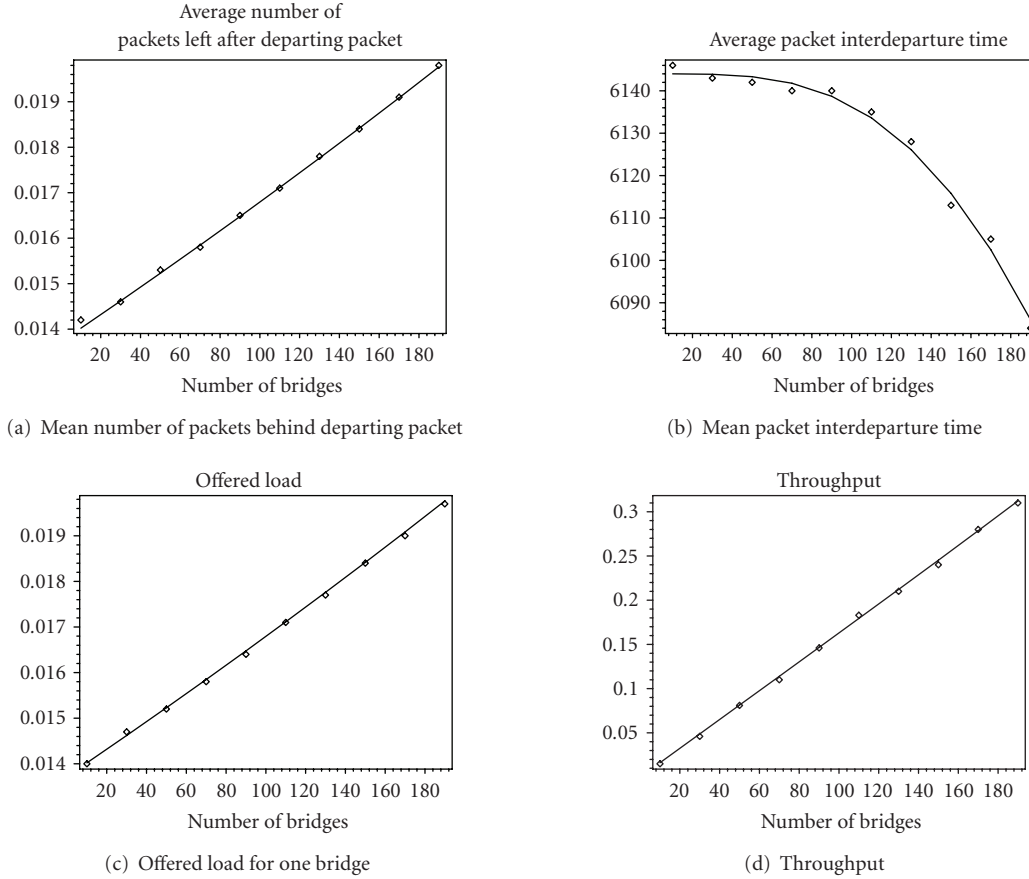 Average number of
packets left after departing packet
0.019
0.018
0.017
0.016
0.015
0.014
20 40 60 80 100 120 140 160 180
Number of bridges
(a) Mean number of packets behind departing packet
Average packet interdeparture time
6140
6130
6120
6110
6100
6090
20 40 60 80 100 120 140 160 180
Number of bridges
(b) Mean packet interdeparture time
Offered load
0.019
0.018
0.017
0.016
0.015
0.014
20 40 60 80 100 120 140 160 180
Number of bridges
(c) Offered load for one bridge
Throughput
0.3
0.25
0.2
0.15
0.1
0.05
20 40 60 80 100 120 140 160 180
Number of bridges
(d) Throughput